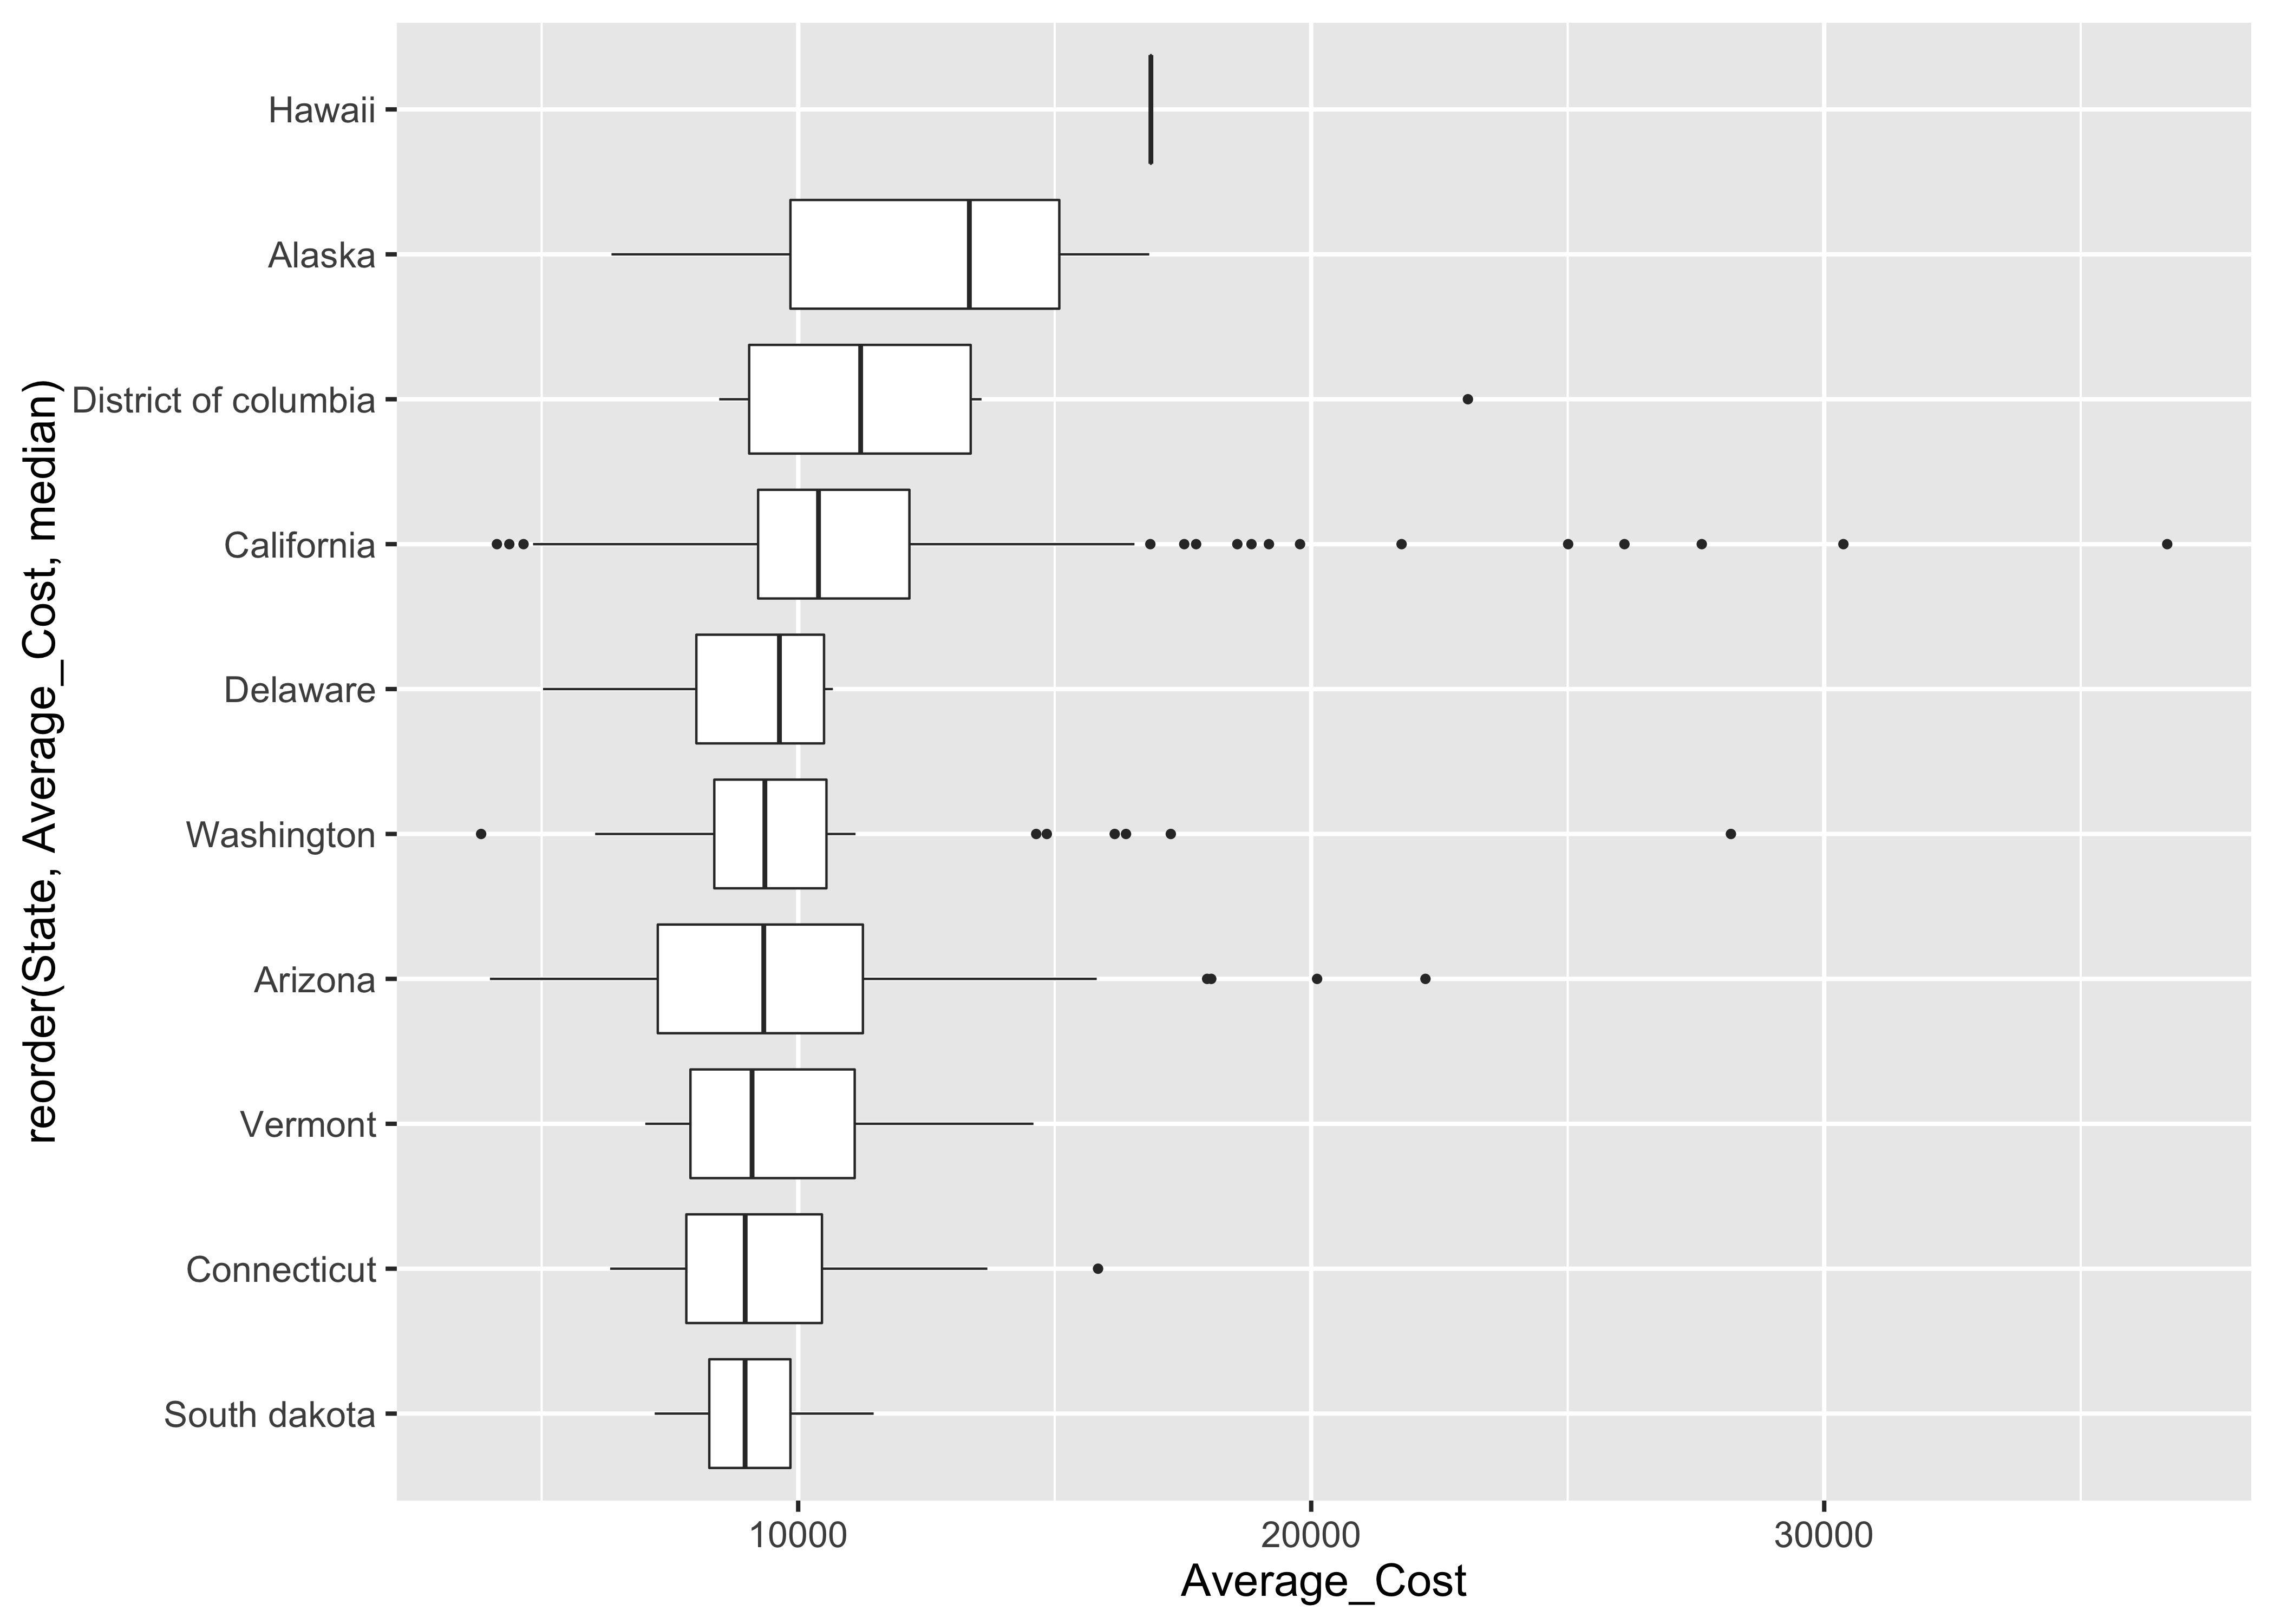 reorder(State, Average_Cost, median)
Hawaii
Alaska
District of columbia
California
Delaware
Washington
Arizona
Vermont
Connecticut
South dakota
10000 20000 30000
Average_Cost